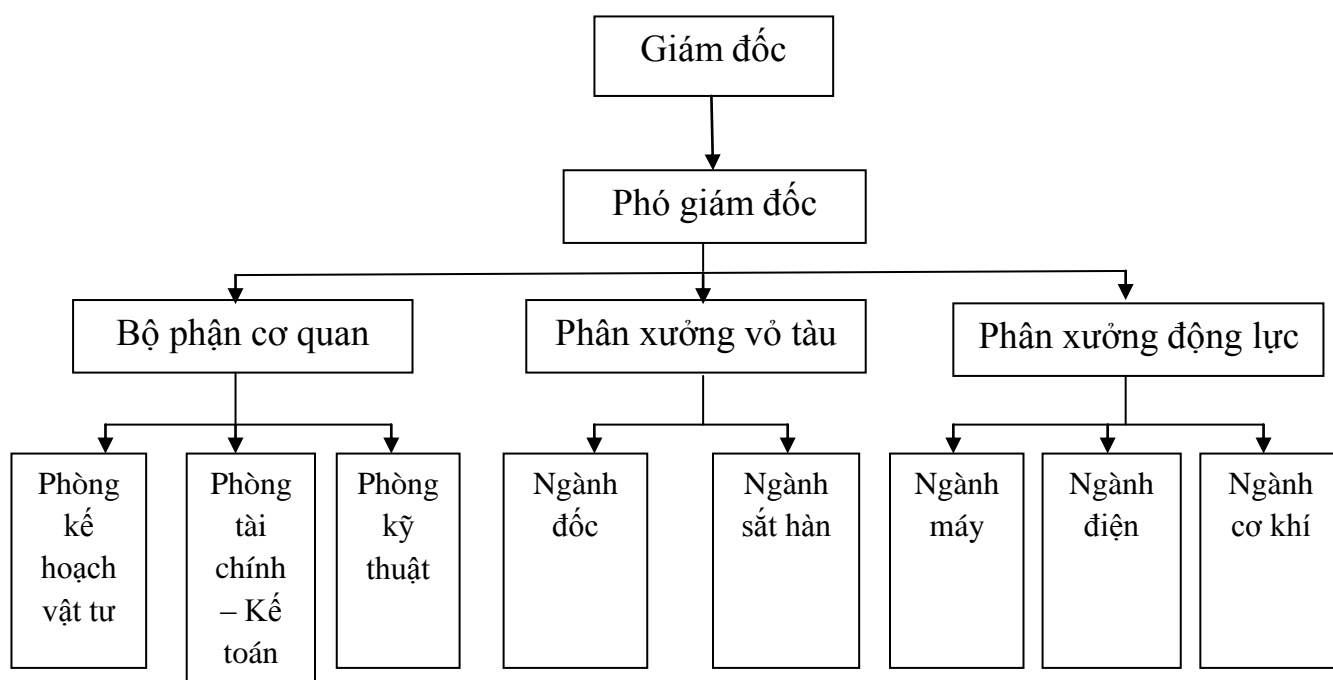 Giám đốc
Phó giám đốc
Bộ phận cơ quan
Phân xưởng vỏ tàu
Phân xưởng động lực
Phòng
kế
hoạch
vật tư
Phòng
tài
chính
– Kế
toán
Phòng
kỹ
thuật
Ngành
đốc
Ngành
sắt hàn
Ngành
máy
Ngành
điện
Ngành
cơ khí